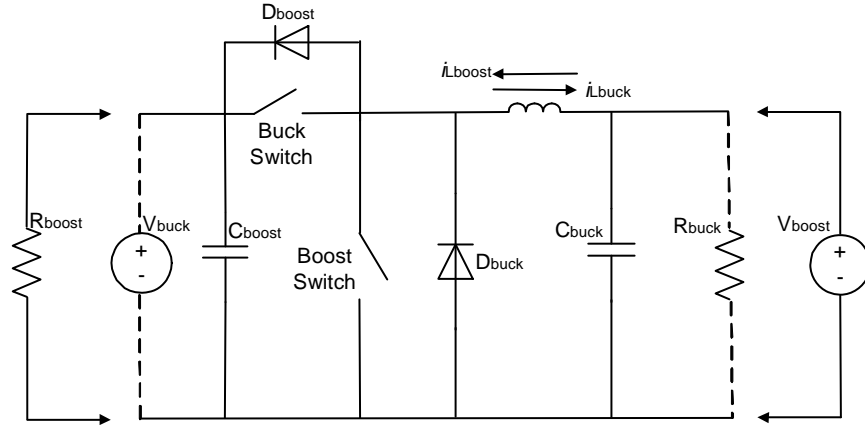 Dboost
iLboost
iLbuck
Buck
Switch
Rboost
Vbuck
+
-
Cboost
Boost
Switch
Dbuck
Cbuck
Rbuck
Vboost
+
-